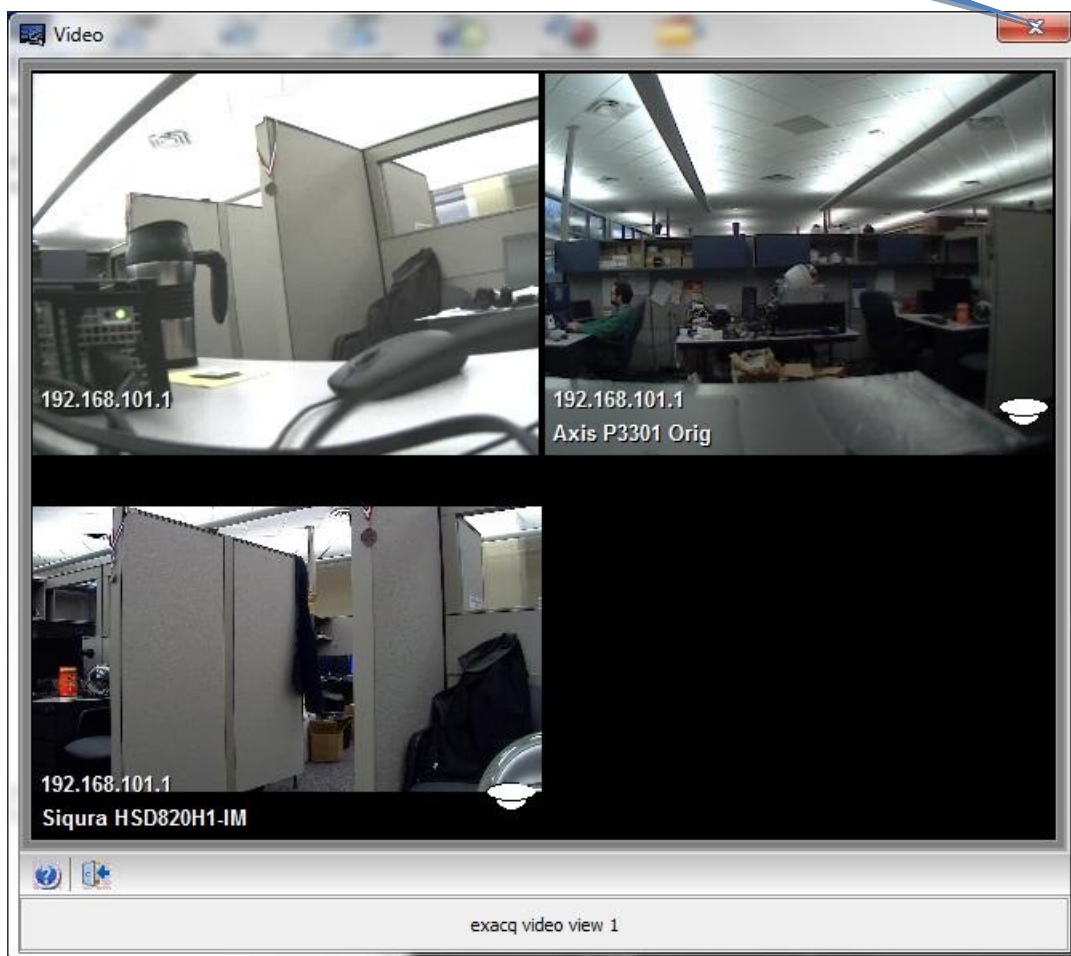 Video
192.168.101.1
192.168.101.1
Axis P3301 Orig
192.168.101.1
Siqura HSD820H1-IM
exacq video view 1